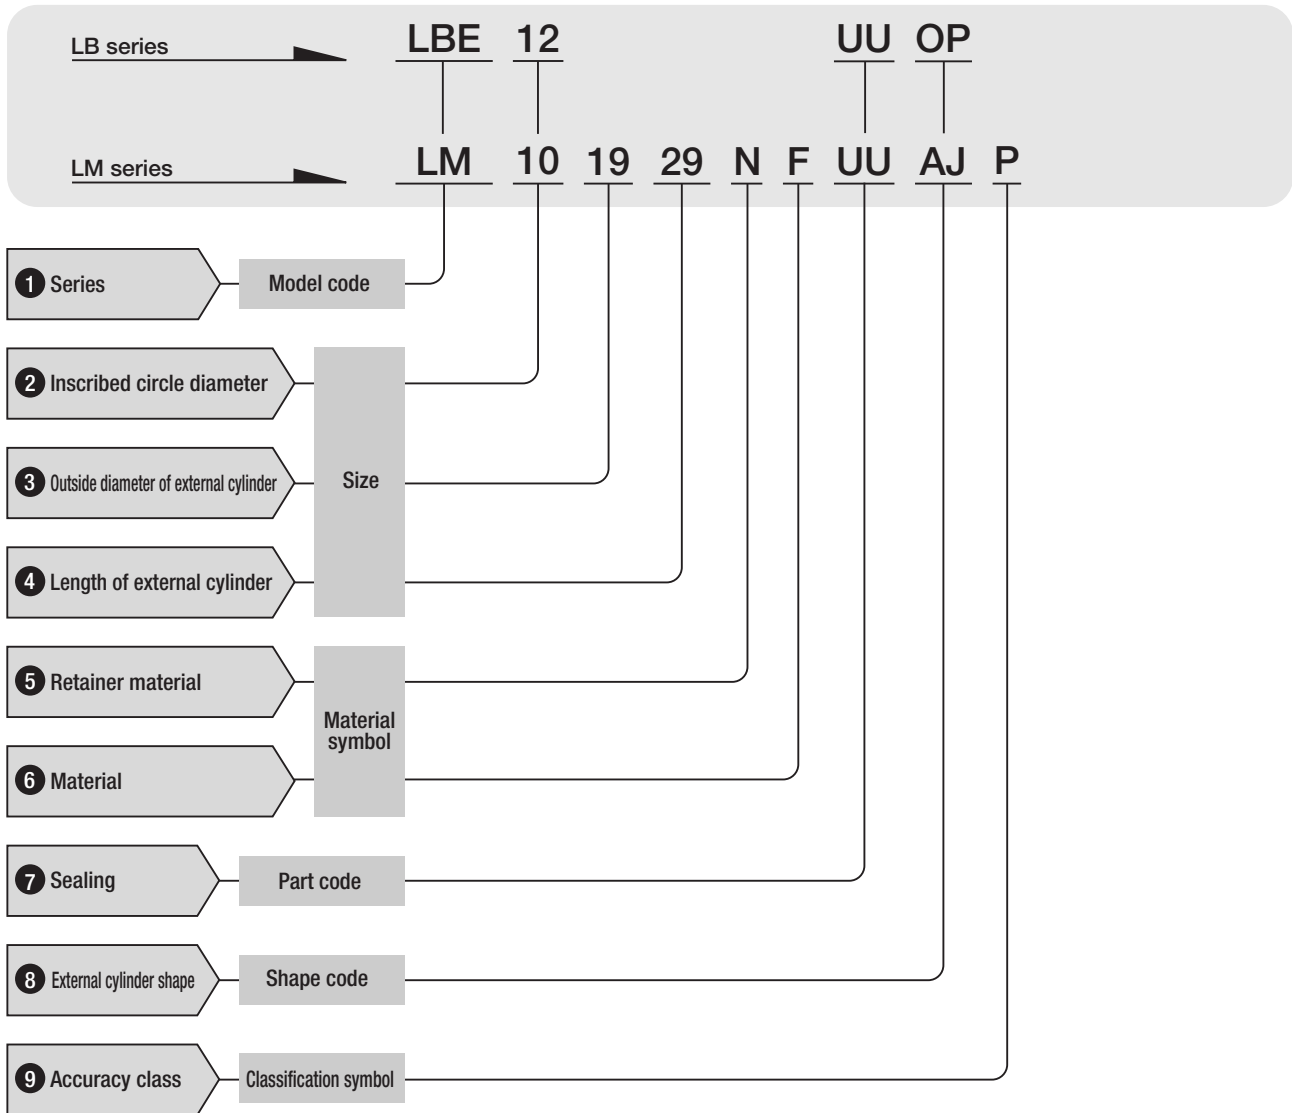 LB series LBE 12 UU OP
LM series LM 10 19 29 N F UU AJ P
1 Series Model code
2 Inscribed circle diameter
3 Outside diameter of external cylinder
Size
4 Length of external cylinder
5 Retainer material
Material
symbol
6 Material
7 Sealing Part code
8 External cylinder shape Shape code
9 Accuracy class Classification symbol